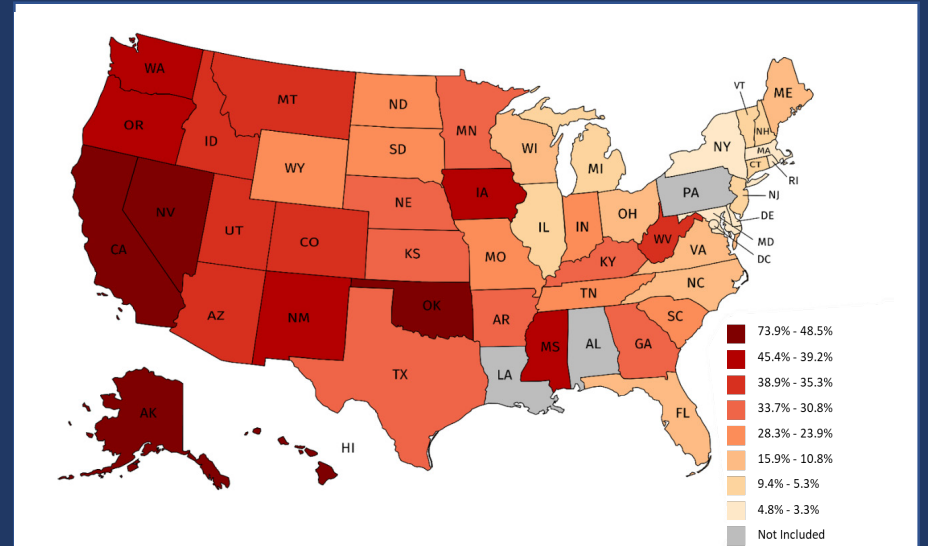 WA
MT
ND
MN
OR
ID
WY
SD
WI
MI
NY
VT
ME
NH
MA
CT
RI
NJ
PA
DE
MD
DC
NV
CA
UT
CO
NE
IA
IL
IN
OH
WV
VA
KS
MO
KY
NC
TN
SC
AZ
NM
OK
AR
MS
AL
GA
TX
LA
FL
AK
HI
73.9% - 48.5%
45.4% - 39.2%
38.9% - 35.3%
33.7% - 30.8%
28.3% - 23.9%
15.9% - 10.8%
9.4% - 5.3%
4.8% - 3.3%
Not Included